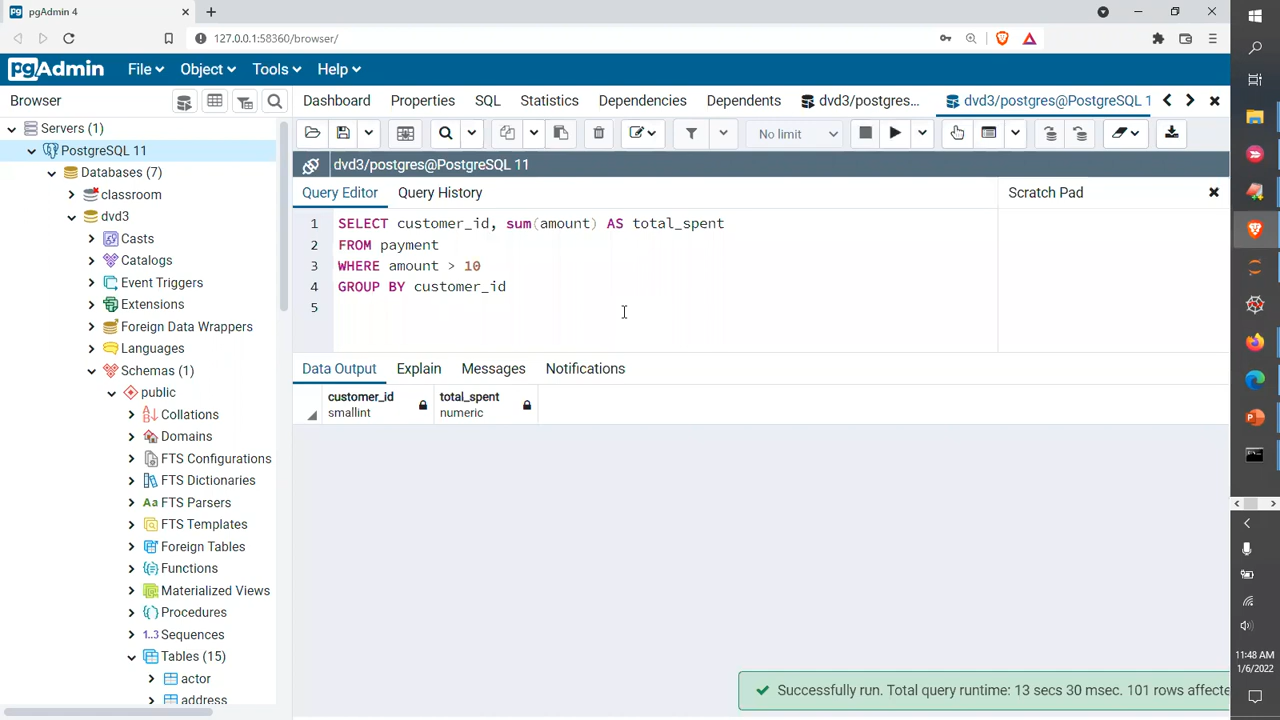 pgAdmin 4
127.0.0.1:58360/browser/
pgAdmin File Object Tools Help
Browser
Dashboard Properties SQL Statistics Dependencies Dependents dvd3/postgres... dvd3/postgres@PostgreSQL 1
Servers (1)
PostgreSQL 11
Databases (7)
classroom
dvd3
Casts
Catalogs
Event Triggers
Extensions
Foreign Data Wrappers
Languages
Schemas (1)
public
Collations
Domains
FTS Configurations
FTS Dictionaries
Aa FTS Parsers
FTS Templates
Foreign Tables
Functions
Materialized Views
Procedures
1..3 Sequences
Tables (15)
actor
address
No limit
dvd3/postgres@PostgreSQL 11
Query Editor Query History
Scratch Pad
1 SELECT customer_id, sum(amount) AS total_spent
2 FROM payment
3 WHERE amount > 10
4 GROUP BY customer_id
5
Data Output Explain Messages Notifications
customer_id total_spent
smallint numeric
Successfully run. Total query runtime: 13 secs 30 msec. 101 rows affecte
11:48 AM
1/6/2022